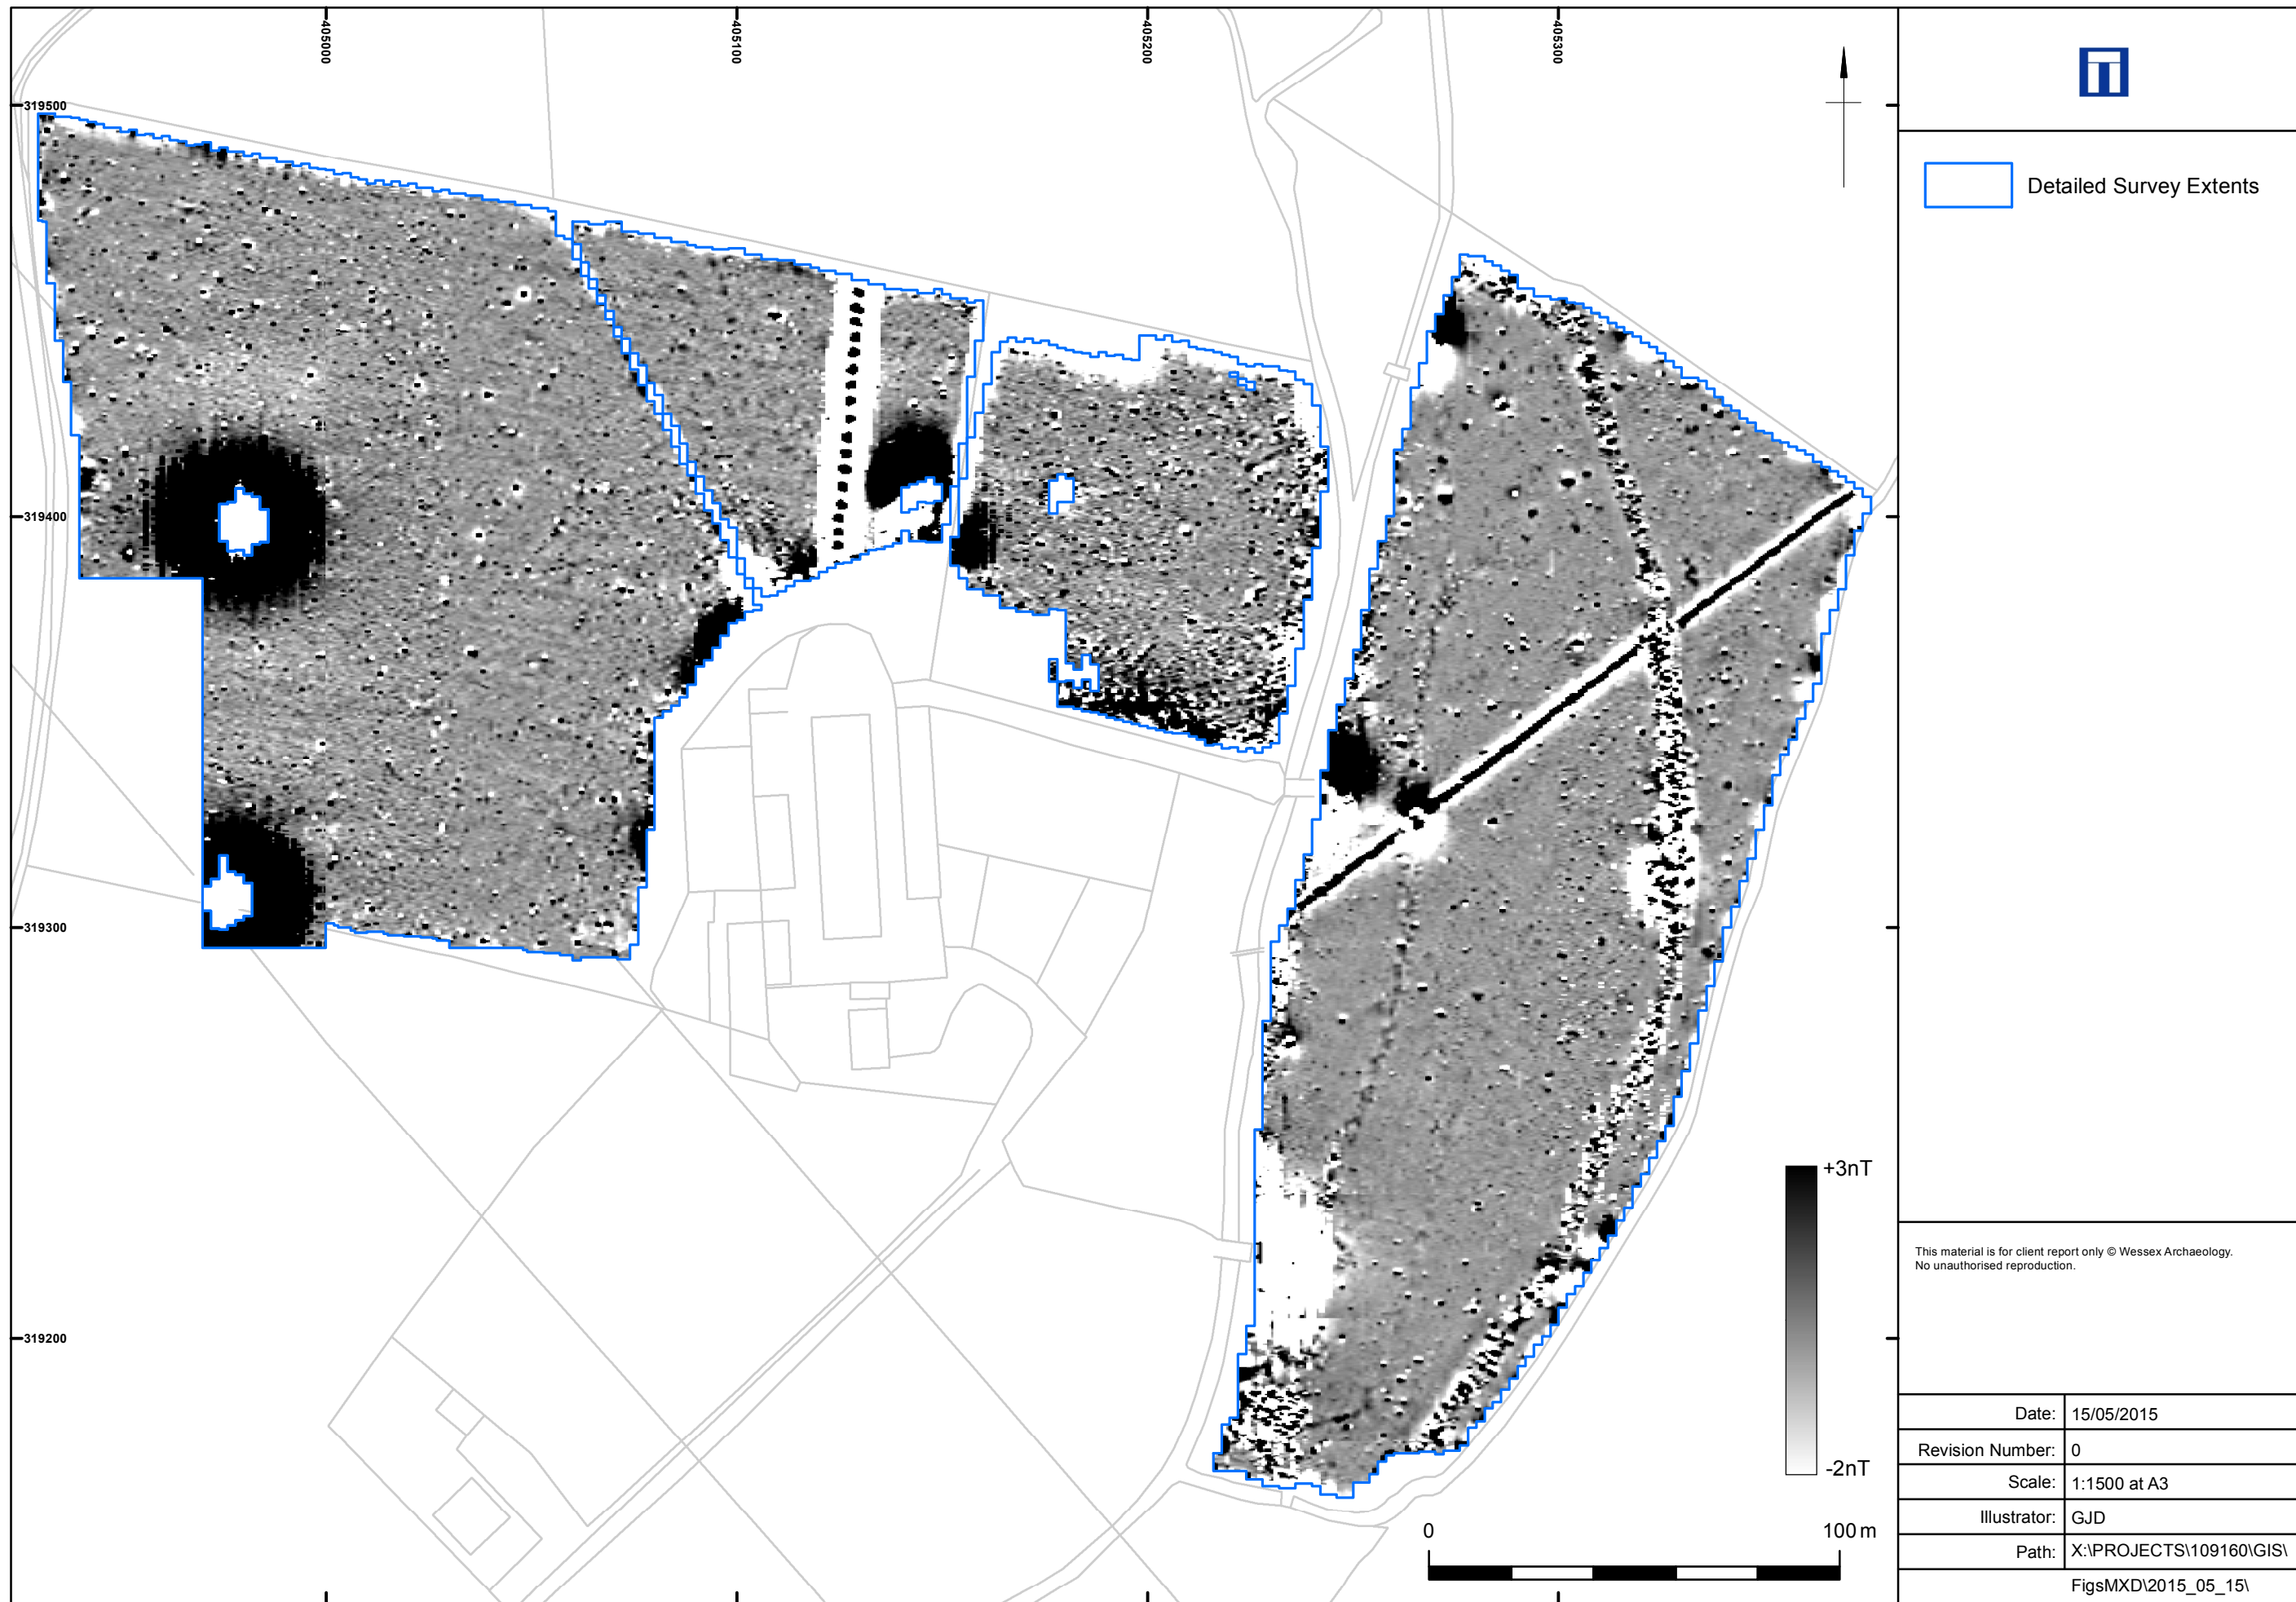 405000
405100
405200
405300
319500
319400
319300
319200
Detailed Survey Extents
+3nT
-2nT
0 100 m
This material is for client report only © Wessex Archaeology.
No unauthorised reproduction.
Date: 15/05/2015
Revision Number: 0
Scale: 1:1500 at A3
Illustrator: GJD
Path: X:\PROJECTS\109160\GIS\
FigsMXD\2015_05_15\